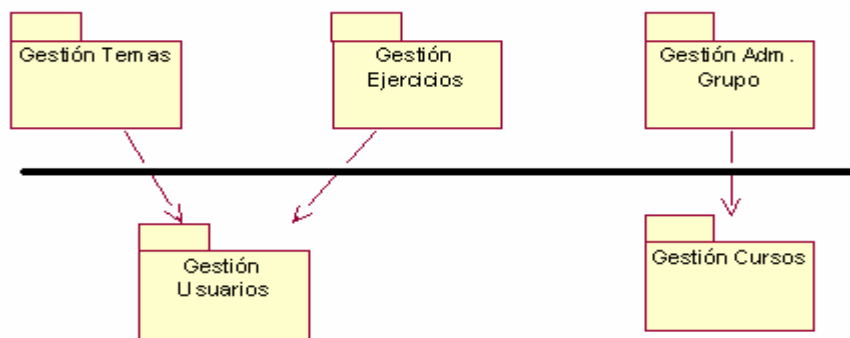 Gestión Temas
Gestión
Ejercicios
Gestión Adm.
Grupo
Gestión
Usuarios
Gestión Cursos